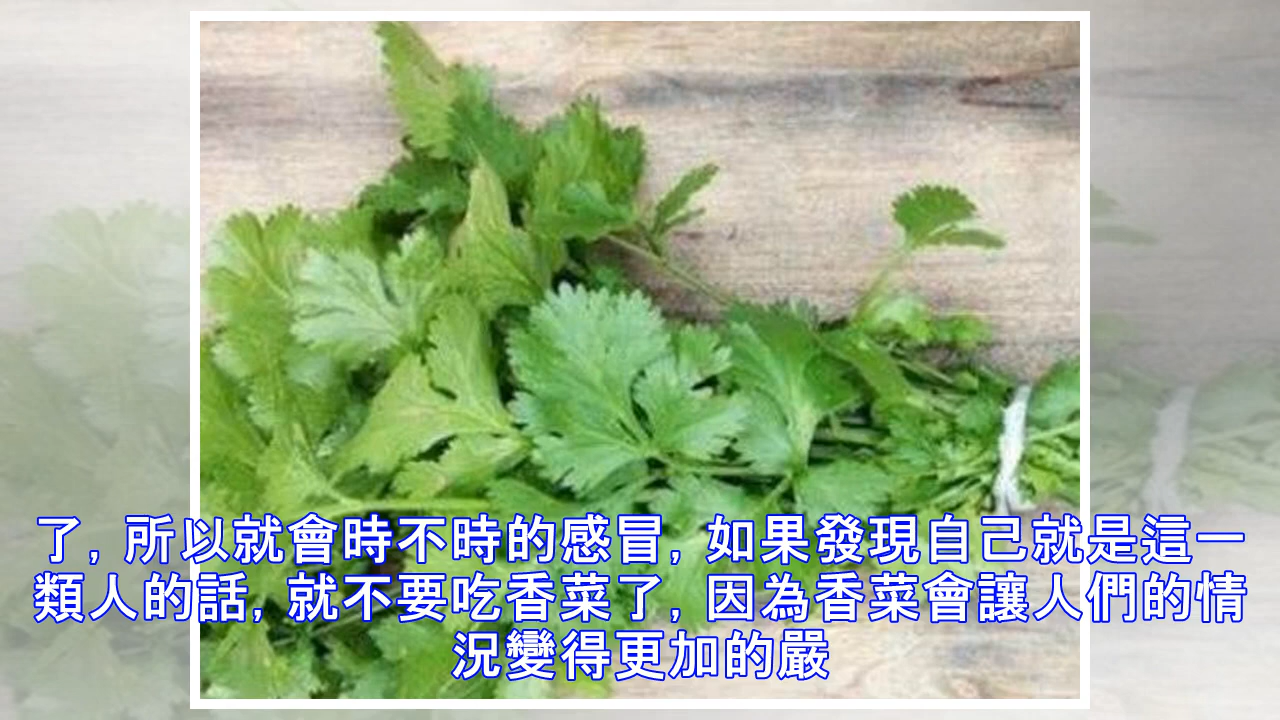 了, 所以就會時不時的感冒, 如果發現自己就是這一
類人的話, 就不要吃香菜了, 因為香菜會讓人們的情
況變得更加的嚴